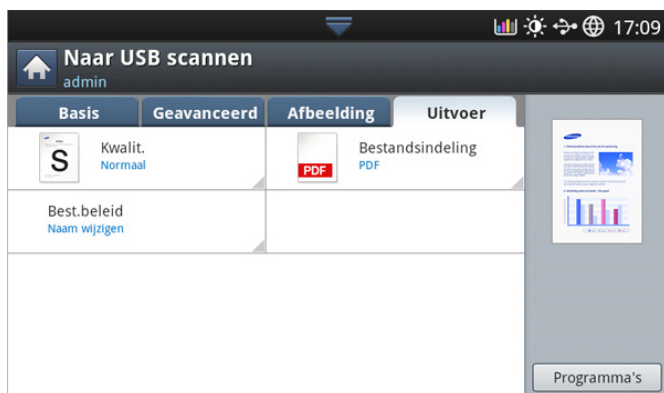 17:09
Naar USB scannen
admin
Basis
Geavanceerd
Afbeelding
Uitvoer
S
Kwalit.
Normaal
PDF
Bestandsindeling
PDF
Best.beleid
Naam wijzigen
Programma's